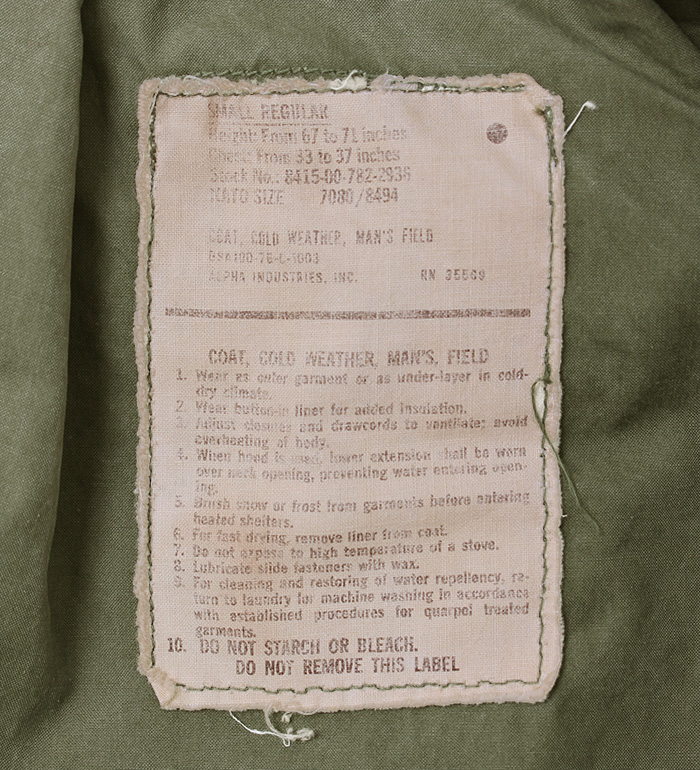 SMALL REGULAR
Height: From 67 to 71 inches
Chest: From 33 to 37 inches
Stock No.: 8415-00-782-2936
NATO SIZE 7080/8494
COAT, COLD WEATHER, MAN'S FIELD
ALPHA INDUSTRIES, INC. RN 35569
COAT, COLD WEATHER, MAN'S, FIELD
1. Wear as outer garment or as under-layer in cold-
dry climate.
2. Wear button-in liner for added insulation.
3. Adjust closures and drawcords to ventilate; avoid
overheating of body.
4. When hood is used, lower extension shall be worn
over neck opening, preventing water entering open-
ing.
5. Brush snow or frost from garments before entering
heated shelters.
6. For fast drying, remove liner from coat.
7. Do not expose to high temperature of a stove.
8. Lubricate slide fasteners with wax.
9. For cleaning and restoring of water repellency, re-
turn to laundry for machine washing in accordance
with established procedures for quarpel treated
garments.
10. DO NOT STARCH OR BLEACH.
DO NOT REMOVE THIS LABEL